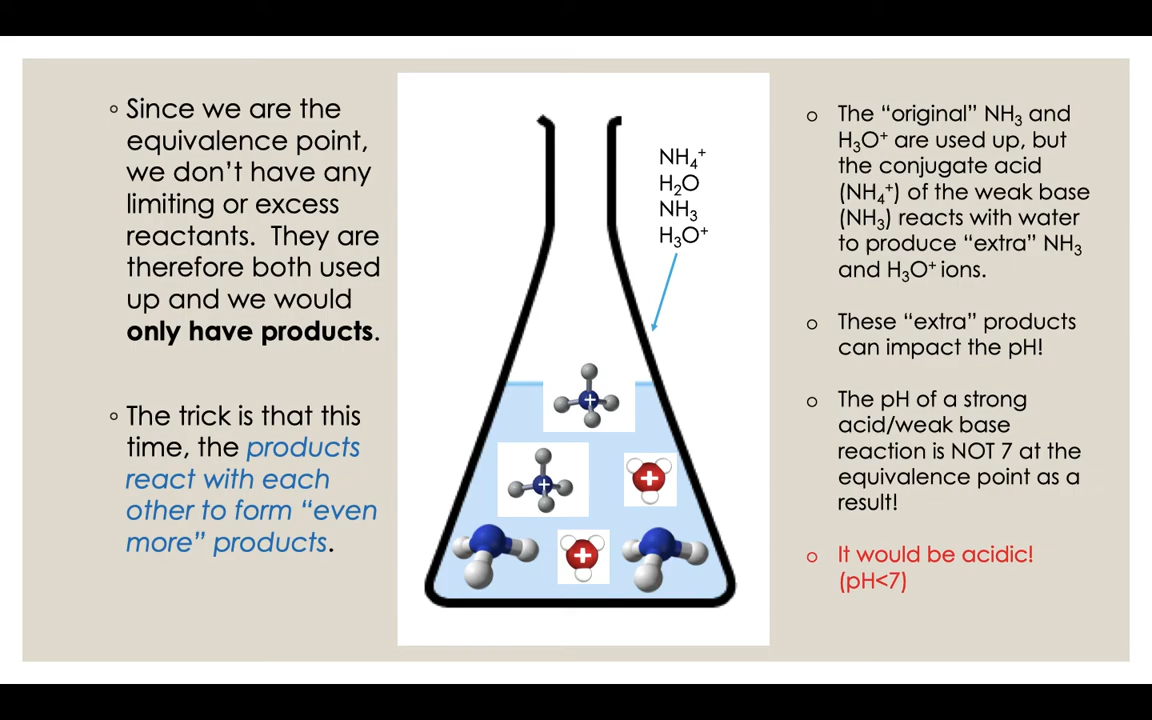 ◦ Since we are the
equivalence point,
we don’t have any
limiting or excess
reactants.  They are
therefore both used
up and we would
only have products.
◦ The trick is that this
time, the products
react with each
other to form “even
more” products.
NH₄⁺
H₂O
NH₃
H₃O⁺
+
+
+
+
o The “original” NH₃ and
H₃O⁺ are used up, but
the conjugate acid
(NH₄⁺) of the weak base
(NH₃) reacts with water
to produce “extra” NH₃
and H₃O⁺ ions.
o These “extra” products
can impact the pH!
o The pH of a strong
acid/weak base
reaction is NOT 7 at the
equivalence point as a
result!
o It would be acidic!
(pH<7)